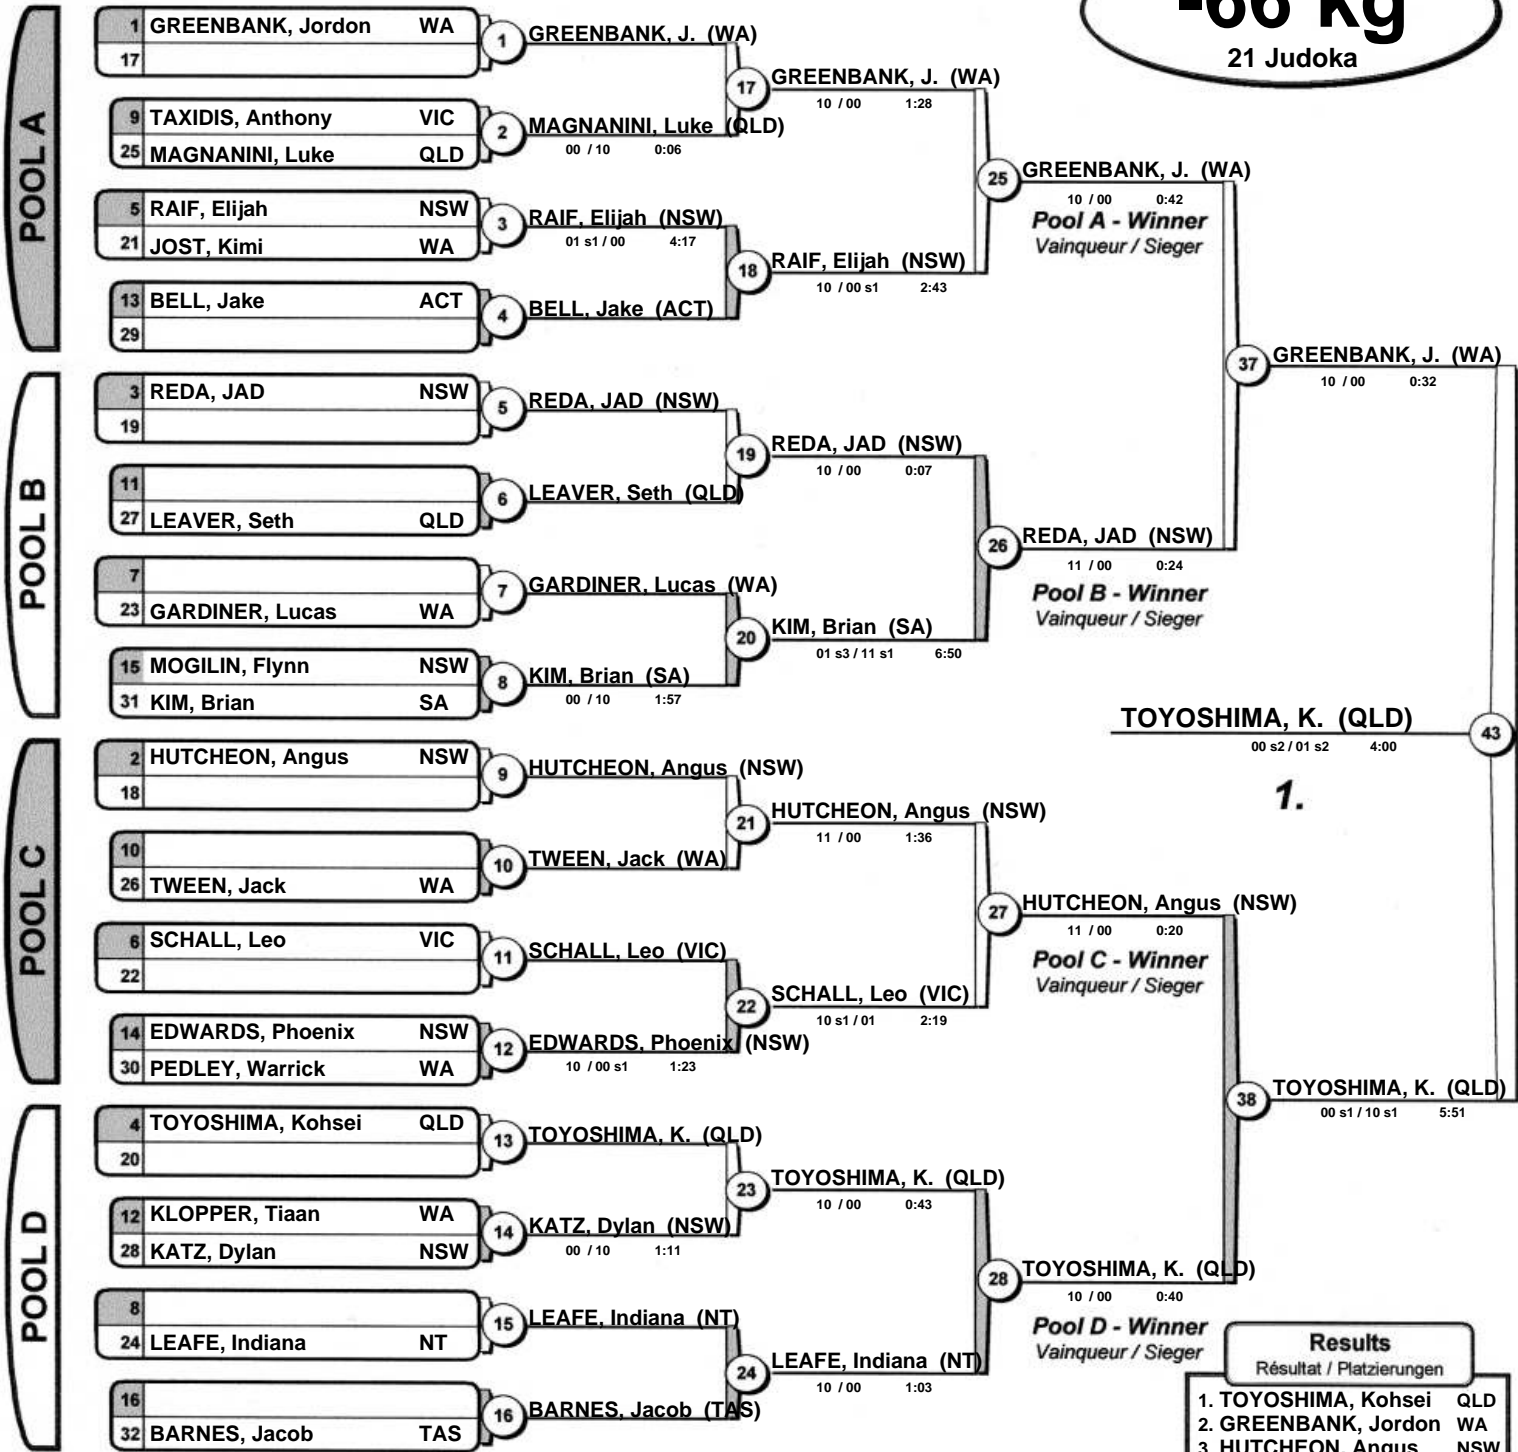 -66 kg
21 Judoka
POOL A
1 GREENBANK, Jordon WA
17
1 GREENBANK, J. (WA)
9 TAXIDIS, Anthony VIC
25 MAGNANINI, Luke QLD
2 MAGNANINI, Luke (QLD)
00 / 10 0:06
17 GREENBANK, J. (WA)
10 / 00 1:28
5 RAIF, Elijah NSW
21 JOST, Kimi WA
3 RAIF, Elijah (NSW)
01 s1 / 00 4:17
13 BELL, Jake ACT
29
4 BELL, Jake (ACT)
18 RAIF, Elijah (NSW)
10 / 00 s1 2:43
25 GREENBANK, J. (WA)
10 / 00 0:42
Pool A - Winner
Vainqueur / Sieger
POOL B
3 REDA, JAD NSW
19
5 REDA, JAD (NSW)
11
27 LEAVER, Seth QLD
6 LEAVER, Seth (QLD)
19 REDA, JAD (NSW)
10 / 00 0:07
7
23 GARDINER, Lucas WA
7 GARDINER, Lucas (WA)
15 MOGILIN, Flynn NSW
31 KIM, Brian SA
8 KIM, Brian (SA)
00 / 10 1:57
20 KIM, Brian (SA)
01 s3 / 11 s1 6:50
26 REDA, JAD (NSW)
11 / 00 0:24
Pool B - Winner
Vainqueur / Sieger
37 GREENBANK, J. (WA)
10 / 00 0:32
POOL C
2 HUTCHEON, Angus NSW
18
9 HUTCHEON, Angus (NSW)
10
26 TWEEN, Jack WA
10 TWEEN, Jack (WA)
21 HUTCHEON, Angus (NSW)
11 / 00 1:36
6 SCHALL, Leo VIC
22
11 SCHALL, Leo (VIC)
14 EDWARDS, Phoenix NSW
30 PEDLEY, Warrick WA
12 EDWARDS, Phoenix (NSW)
10 / 00 s1 1:23
22 SCHALL, Leo (VIC)
10 s1 / 01 2:19
27 HUTCHEON, Angus (NSW)
11 / 00 0:20
Pool C - Winner
Vainqueur / Sieger
POOL D
4 TOYOSHIMA, Kohsei QLD
20
13 TOYOSHIMA, K. (QLD)
12 KLOPPER, Tiaan WA
28 KATZ, Dylan NSW
14 KATZ, Dylan (NSW)
00 / 10 1:11
23 TOYOSHIMA, K. (QLD)
10 / 00 0:43
8
24 LEAFE, Indiana NT
15 LEAFE, Indiana (NT)
16
32 BARNES, Jacob TAS
16 BARNES, Jacob (TAS)
24 LEAFE, Indiana (NT)
10 / 00 1:03
28 TOYOSHIMA, K. (QLD)
10 / 00 0:40
Pool D - Winner
Vainqueur / Sieger
38 TOYOSHIMA, K. (QLD)
00 s1 / 10 s1 5:51
TOYOSHIMA, K. (QLD) 43
00 s2 / 01 s2 4:00
1.
Results
Résultat / Platzierungen
1. TOYOSHIMA, Kohsei QLD
2. GREENBANK, Jordon WA
3. HUTCHEON, Angus NSW